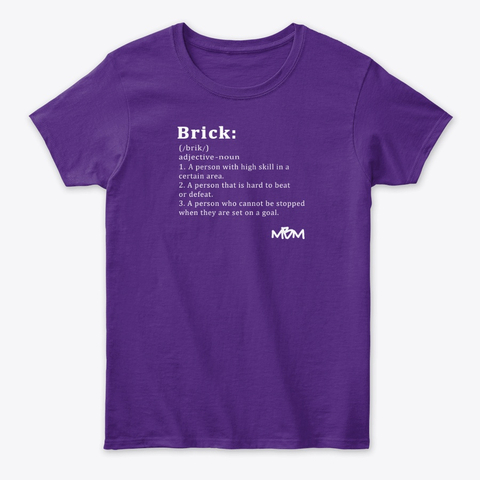 Brick:
(/brik/)
adjective-noun
1. A person with high skill in a
certain area.
2. A person that is hard to beat
or defeat.
3. A person who cannot be stopped
when they are set on a goal.
MBM